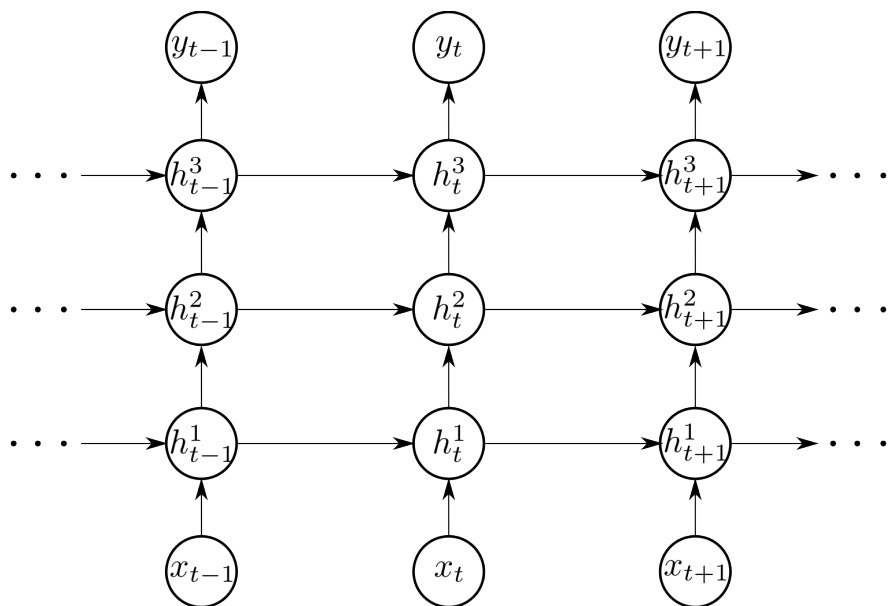 y_{t−1} y_t y_{t+1}
· · · h^3_{t−1} h^3_t h^3_{t+1} · · ·
· · · h^2_{t−1} h^2_t h^2_{t+1} · · ·
· · · h^1_{t−1} h^1_t h^1_{t+1} · · ·
x_{t−1} x_t x_{t+1}